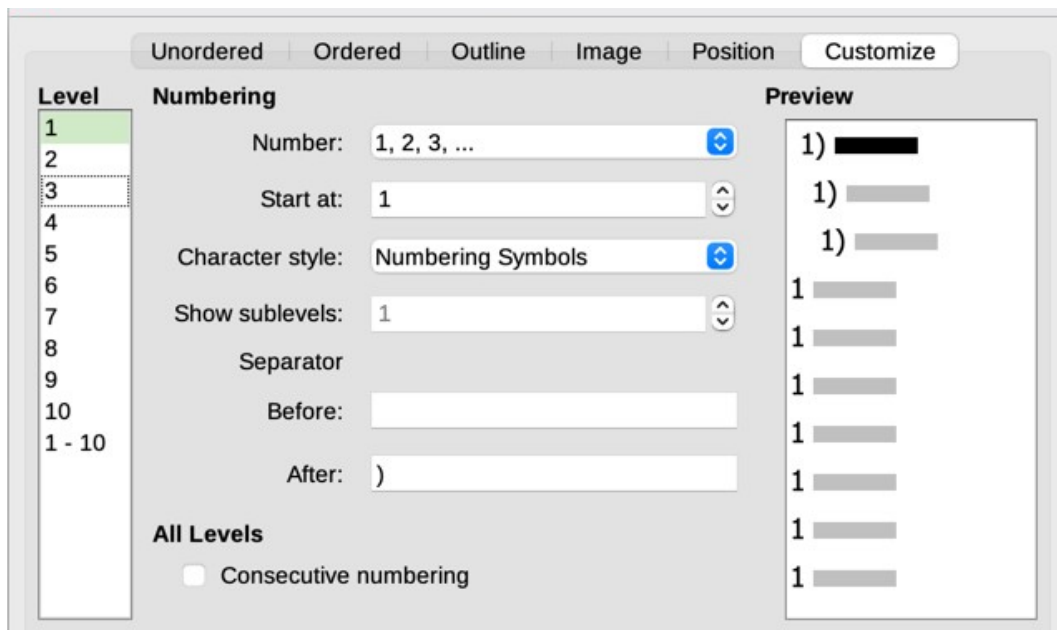 Unordered Ordered Outline Image Position Customize
Level
1
2
3
4
5
6
7
8
9
10
1 - 10
Numbering
Number: 1, 2, 3, ...
Start at: 1
Character style: Numbering Symbols
Show sublevels: 1
Separator
Before:
After: )
All Levels
Consecutive numbering
Preview
1)
1)
1)
1
1
1
1
1
1
1